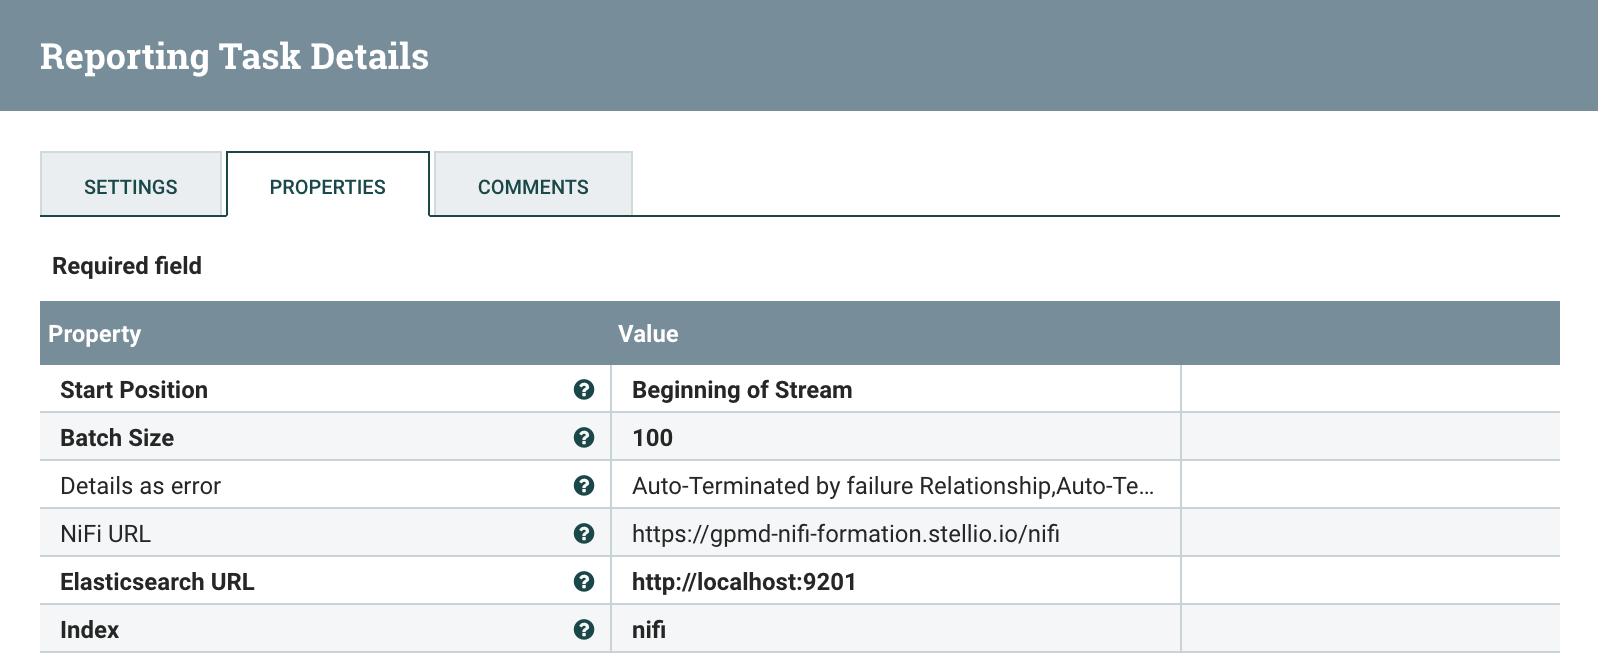 Reporting Task Details
SETTINGS PROPERTIES COMMENTS
Required field
Property Value
Start Position Beginning of Stream
Batch Size 100
Details as error Auto-Terminated by failure Relationship,Auto-Te...
NiFi URL https://gpmd-nifi-formation.stellio.io/nifi
Elasticsearch URL http://localhost:9201
Index nifi